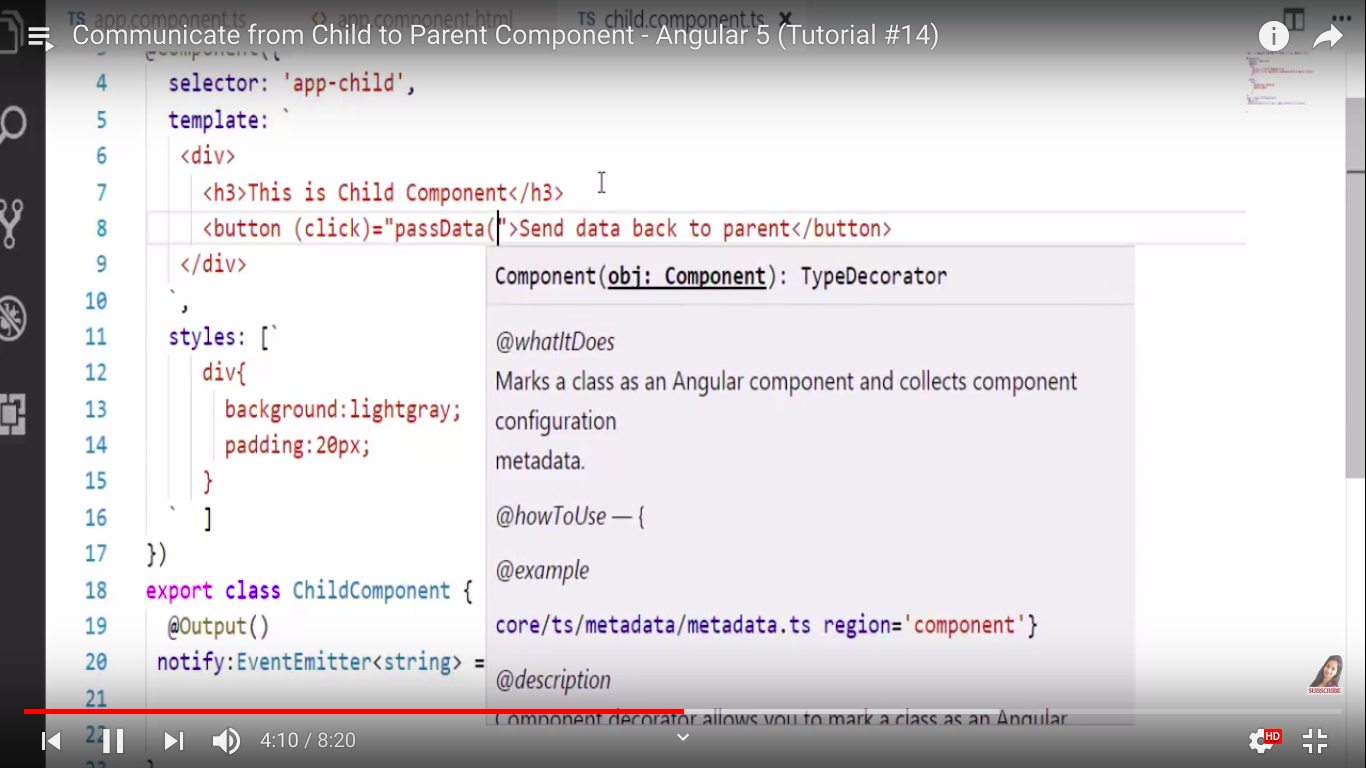 TS app.component.ts app.component.html TS child.component.ts ×
Communicate from Child to Parent Component - Angular 5 (Tutorial #14)
3 @Component({
4 selector: 'app-child',
5 template: `
6 <div>
7 <h3>This is Child Component</h3>
8 <button (click)="passData(">Send data back to parent</button>
9 </div>
10 `,
11 styles: [`
12 div{
13 background:lightgray;
14 padding:20px;
15 }
16 ` ]
17 })
18 export class ChildComponent {
19 @Output()
20 notify:EventEmitter<string> =
21
22
23 }
Component(obj: Component): TypeDecorator
@whatItDoes
Marks a class as an Angular component and collects component
configuration
metadata.
@howToUse — {
@example
core/ts/metadata/metadata.ts region='component'}
@description
Component decorator allows you to mark a class as an Angular
SUBSCRIBE
4:10 / 8:20
HD